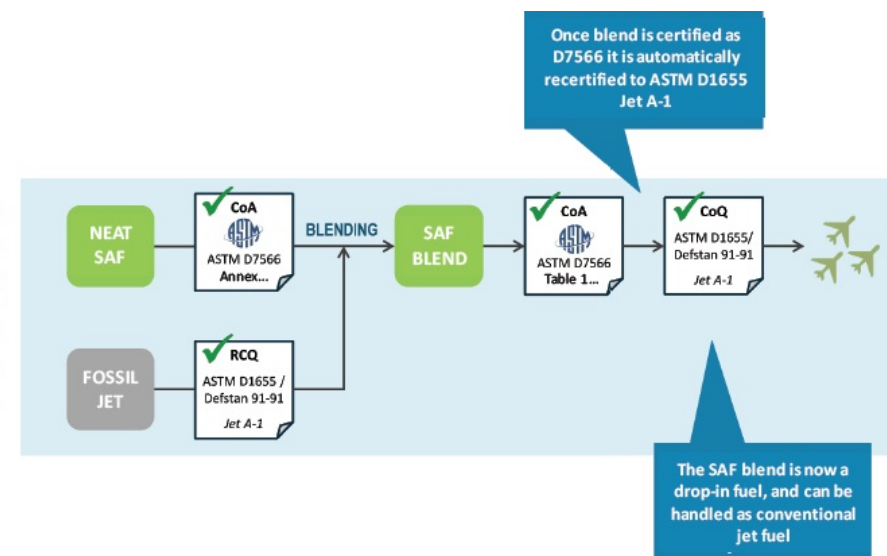 Once blend is certified as
D7566 it is automatically
recertified to ASTM D1655
Jet A-1
NEAT
SAF
CoA
ASTM
ASTM D7566
Annex...
BLENDING
SAF
BLEND
CoA
ASTM
ASTM D7566
Table 1...
CoQ
ASTM D1655/
Defstan 91-91
Jet A-1
FOSSIL
JET
RCQ
ASTM D1655 /
Defstan 91-91
Jet A-1
The SAF blend is now a
drop-in fuel, and can be
handled as conventional
jet fuel